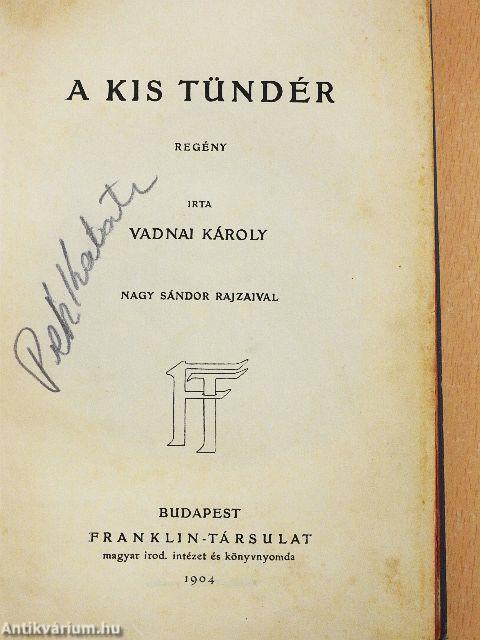 A KIS TÜNDÉR
REGÉNY
IRTA
VADNAI KÁROLY
NAGY SÁNDOR RAJZAIVAL
FT
BUDAPEST
FRANKLIN-TÁRSULAT
magyar irod. intézet és könyvnyomda
1904
Antikvárium.hu